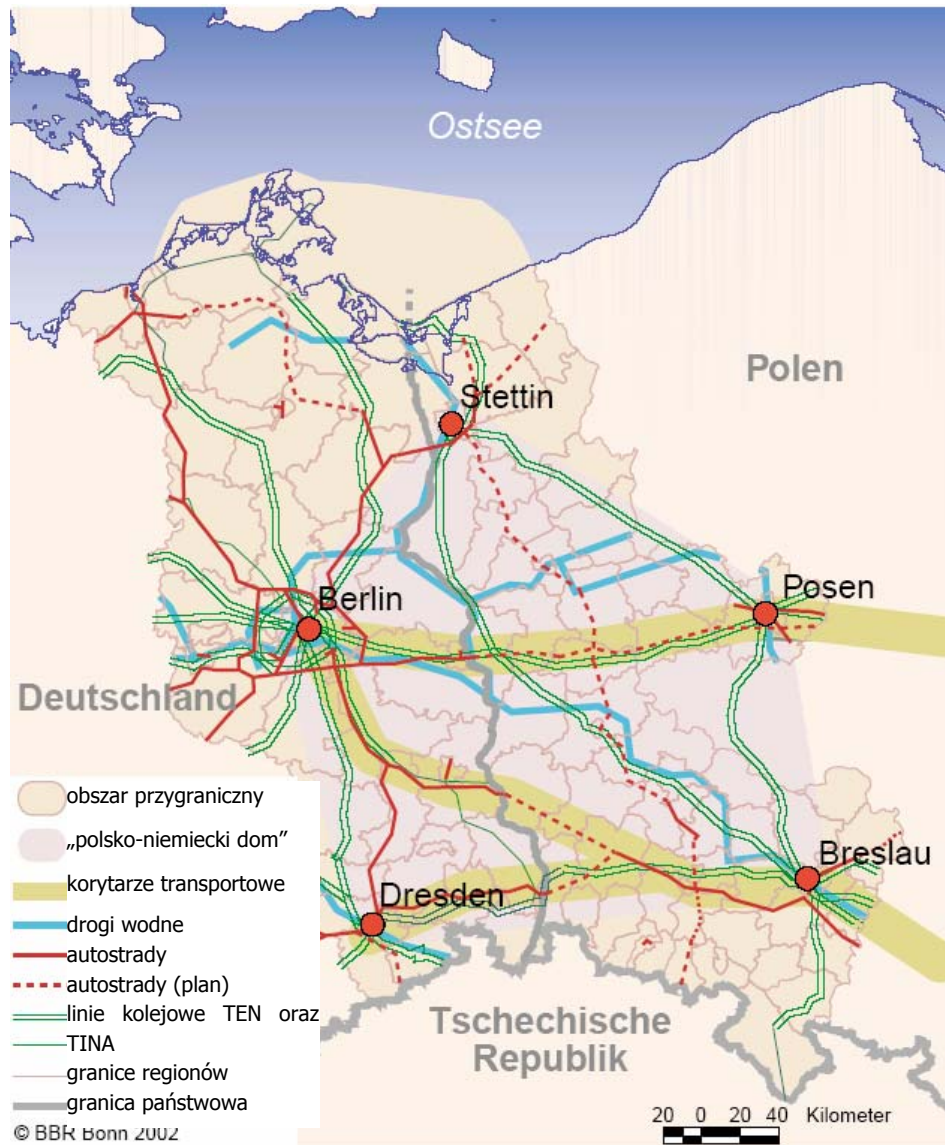 Ostsee
Polen
Stettin
Posen
Berlin
Deutschland
obszar przygraniczny
„polsko-niemiecki dom”
korytarze transportowe
drogi wodne
autostrady
autostrady (plan)
linie kolejowe TEN oraz
TINA
granice regionów
granica państwowa
© BBR Bonn 2002
Breslau
Dresden
Tschechische
Republik
20 0 20 40 Kilometer